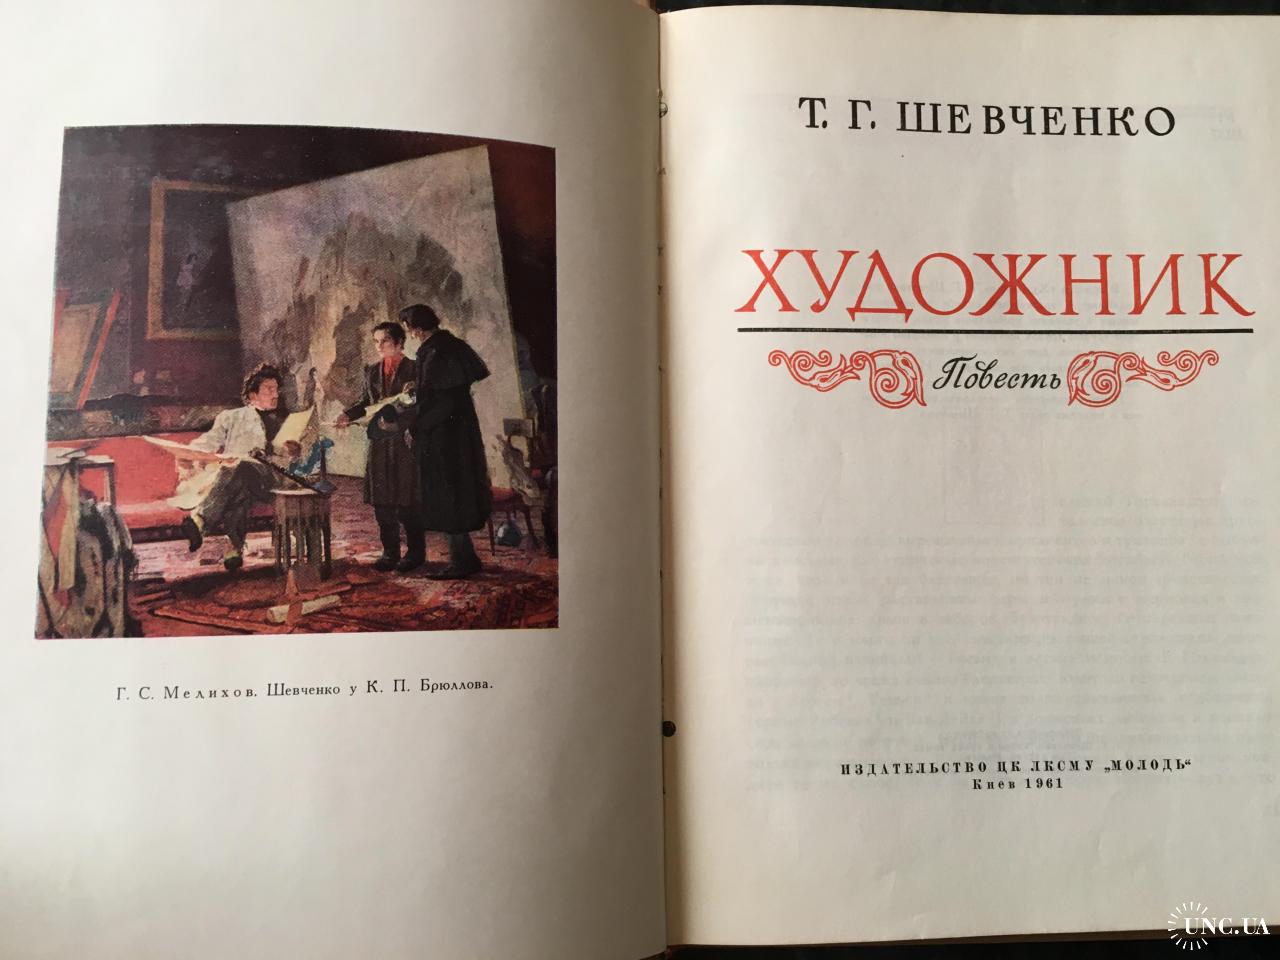 Г. С. Мелихов. Шевченко у К. П. Брюллова.
Т. Г. ШЕВЧЕНКО
ХУДОЖНИК
Повесть
ИЗДАТЕЛЬСТВО ЦК ЛКСМУ „МОЛОДЬ“
Киев 1961
UNC.UA